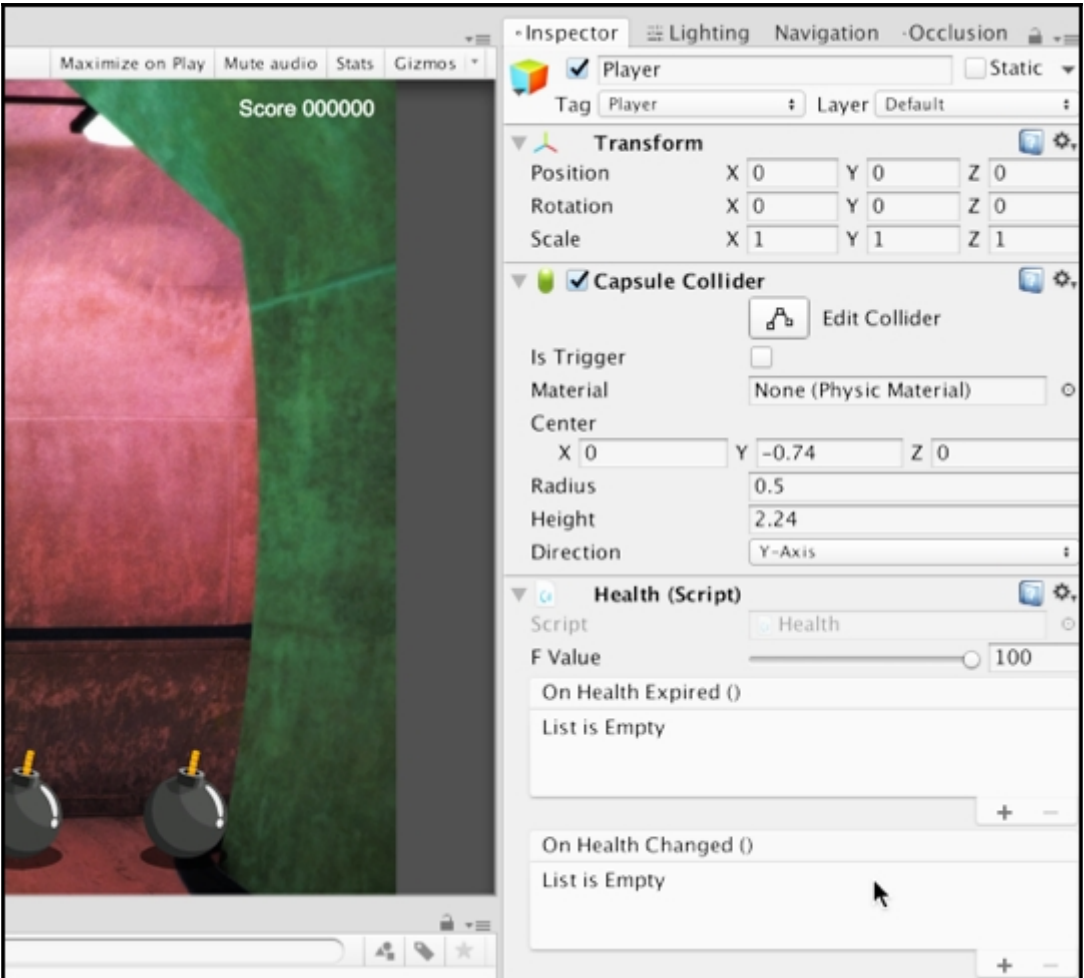 Inspector Lighting Navigation Occlusion
Maximize on Play Mute audio Stats Gizmos
Player Static
Tag Player Layer Default
Score 000000
Transform
Position X 0 Y 0 Z 0
Rotation X 0 Y 0 Z 0
Scale X 1 Y 1 Z 1
Capsule Collider
Edit Collider
Is Trigger
Material None (Physic Material)
Center
X 0 Y -0.74 Z 0
Radius 0.5
Height 2.24
Direction Y-Axis
Health (Script)
Script Health
F Value 100
On Health Expired ()
List is Empty
On Health Changed ()
List is Empty